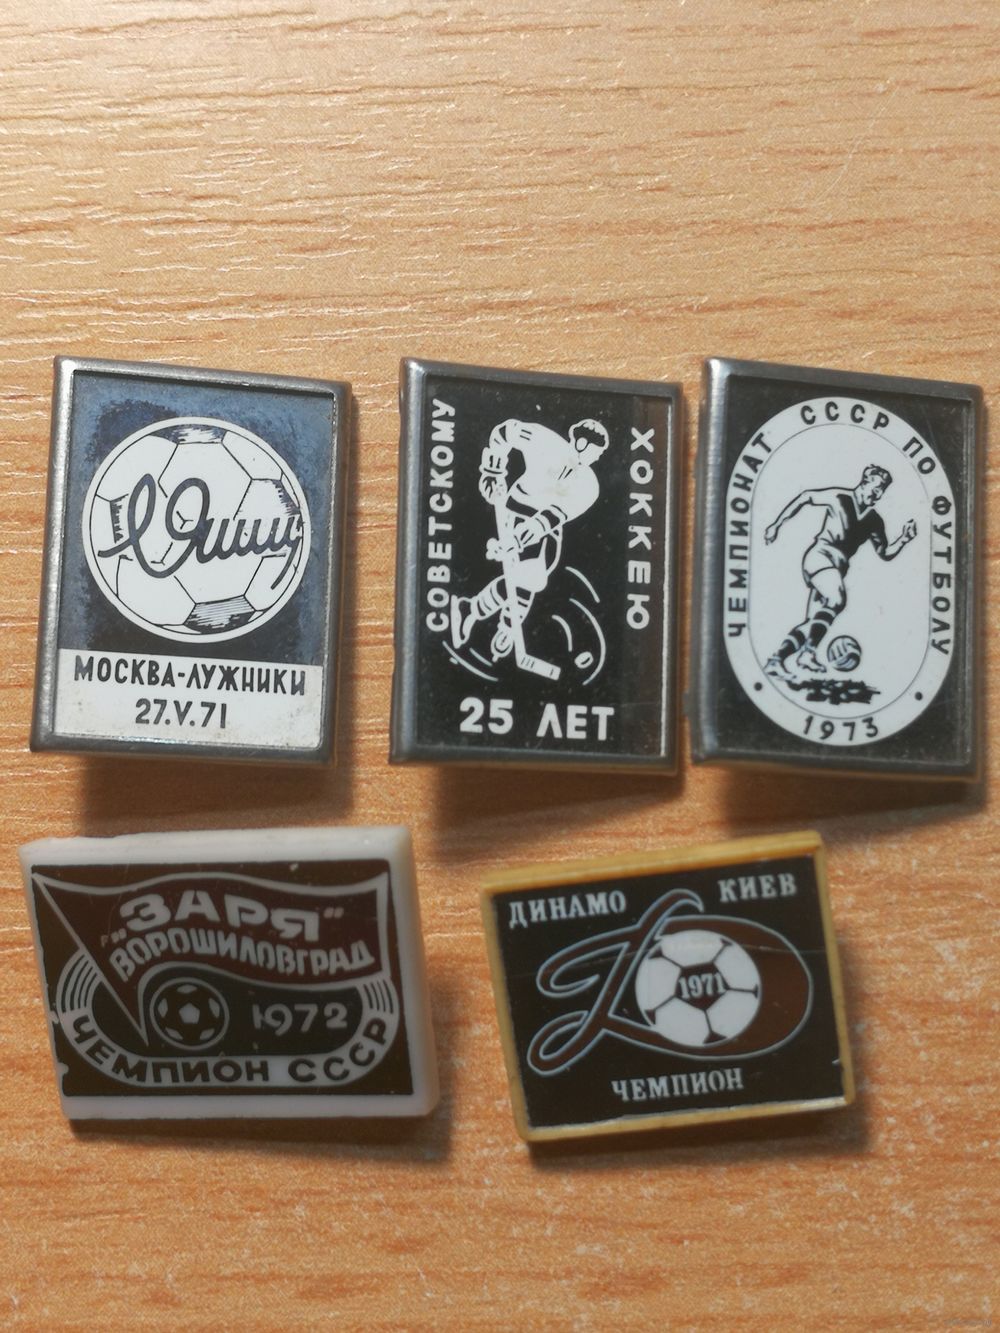 Яшин
МОСКВА-ЛУЖНИКИ
27.V.71
СОВЕТСКОМУ
ХОККЕЮ
11
25 ЛЕТ
ЧЕМПИОНАТ СССР ПО ФУТБОЛУ
• 1973 •
"ЗАРЯ"
ВОРОШИЛОВГРАД
1972
ЧЕМПИОН СССР
ДИНАМО КИЕВ
Д
1971
ЧЕМПИОН